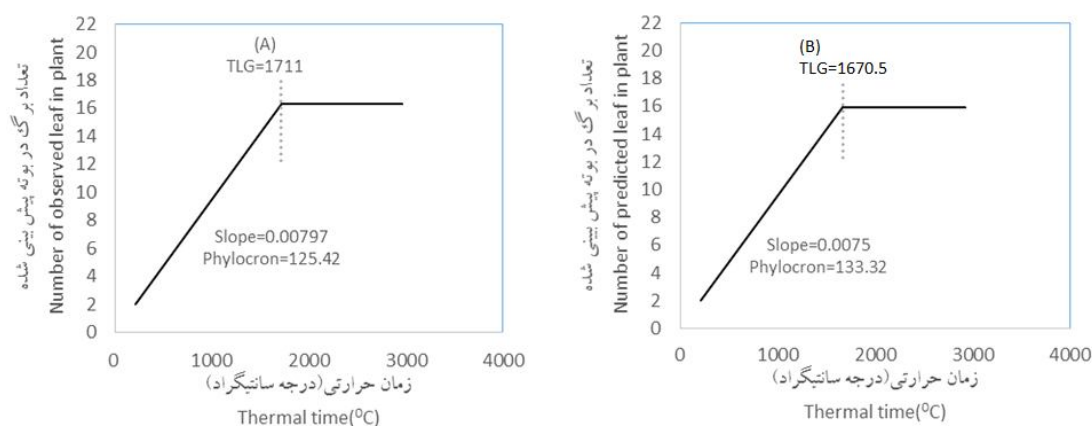 22
20
18
16
14
12
10
8
6
4
2
0
تعداد برگ در بوته پیش بینی شده
Number of observed leaf in plant
(A)
TLG=1711
Slope=0.00797
Phylocron=125.42
0 1000 2000 3000 4000
زمان حرارتی(درجه سانتیگراد)
Thermal time(⁰C)
22
20
18
16
14
12
10
8
6
4
2
0
تعداد برگ در بوته پیش بینی شده
Number of predicted leaf in plant
(B)
TLG=1670.5
Slope=0.0075
Phylocron=133.32
0 1000 2000 3000 4000
زمان حرارتی(درجه سانتیگراد)
Thermal time(⁰C)